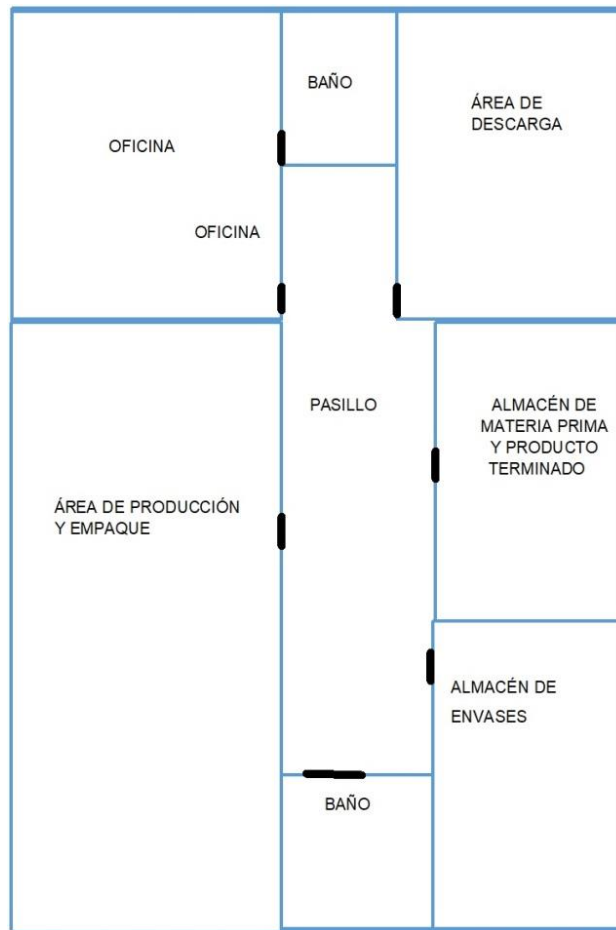 BAÑO
ÁREA DE
DESCARGA
OFICINA
OFICINA
PASILLO
ALMACÉN DE
MATERIA PRIMA
Y PRODUCTO
TERMINADO
ÁREA DE PRODUCCIÓN
Y EMPAQUE
ALMACÉN DE
ENVASES
BAÑO